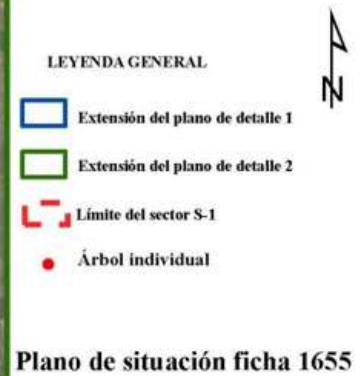 N
LEYENDA GENERAL
Extensión del plano de detalle 1
Extensión del plano de detalle 2
Límite del sector S-1
Árbol individual
Plano de situación ficha 1655